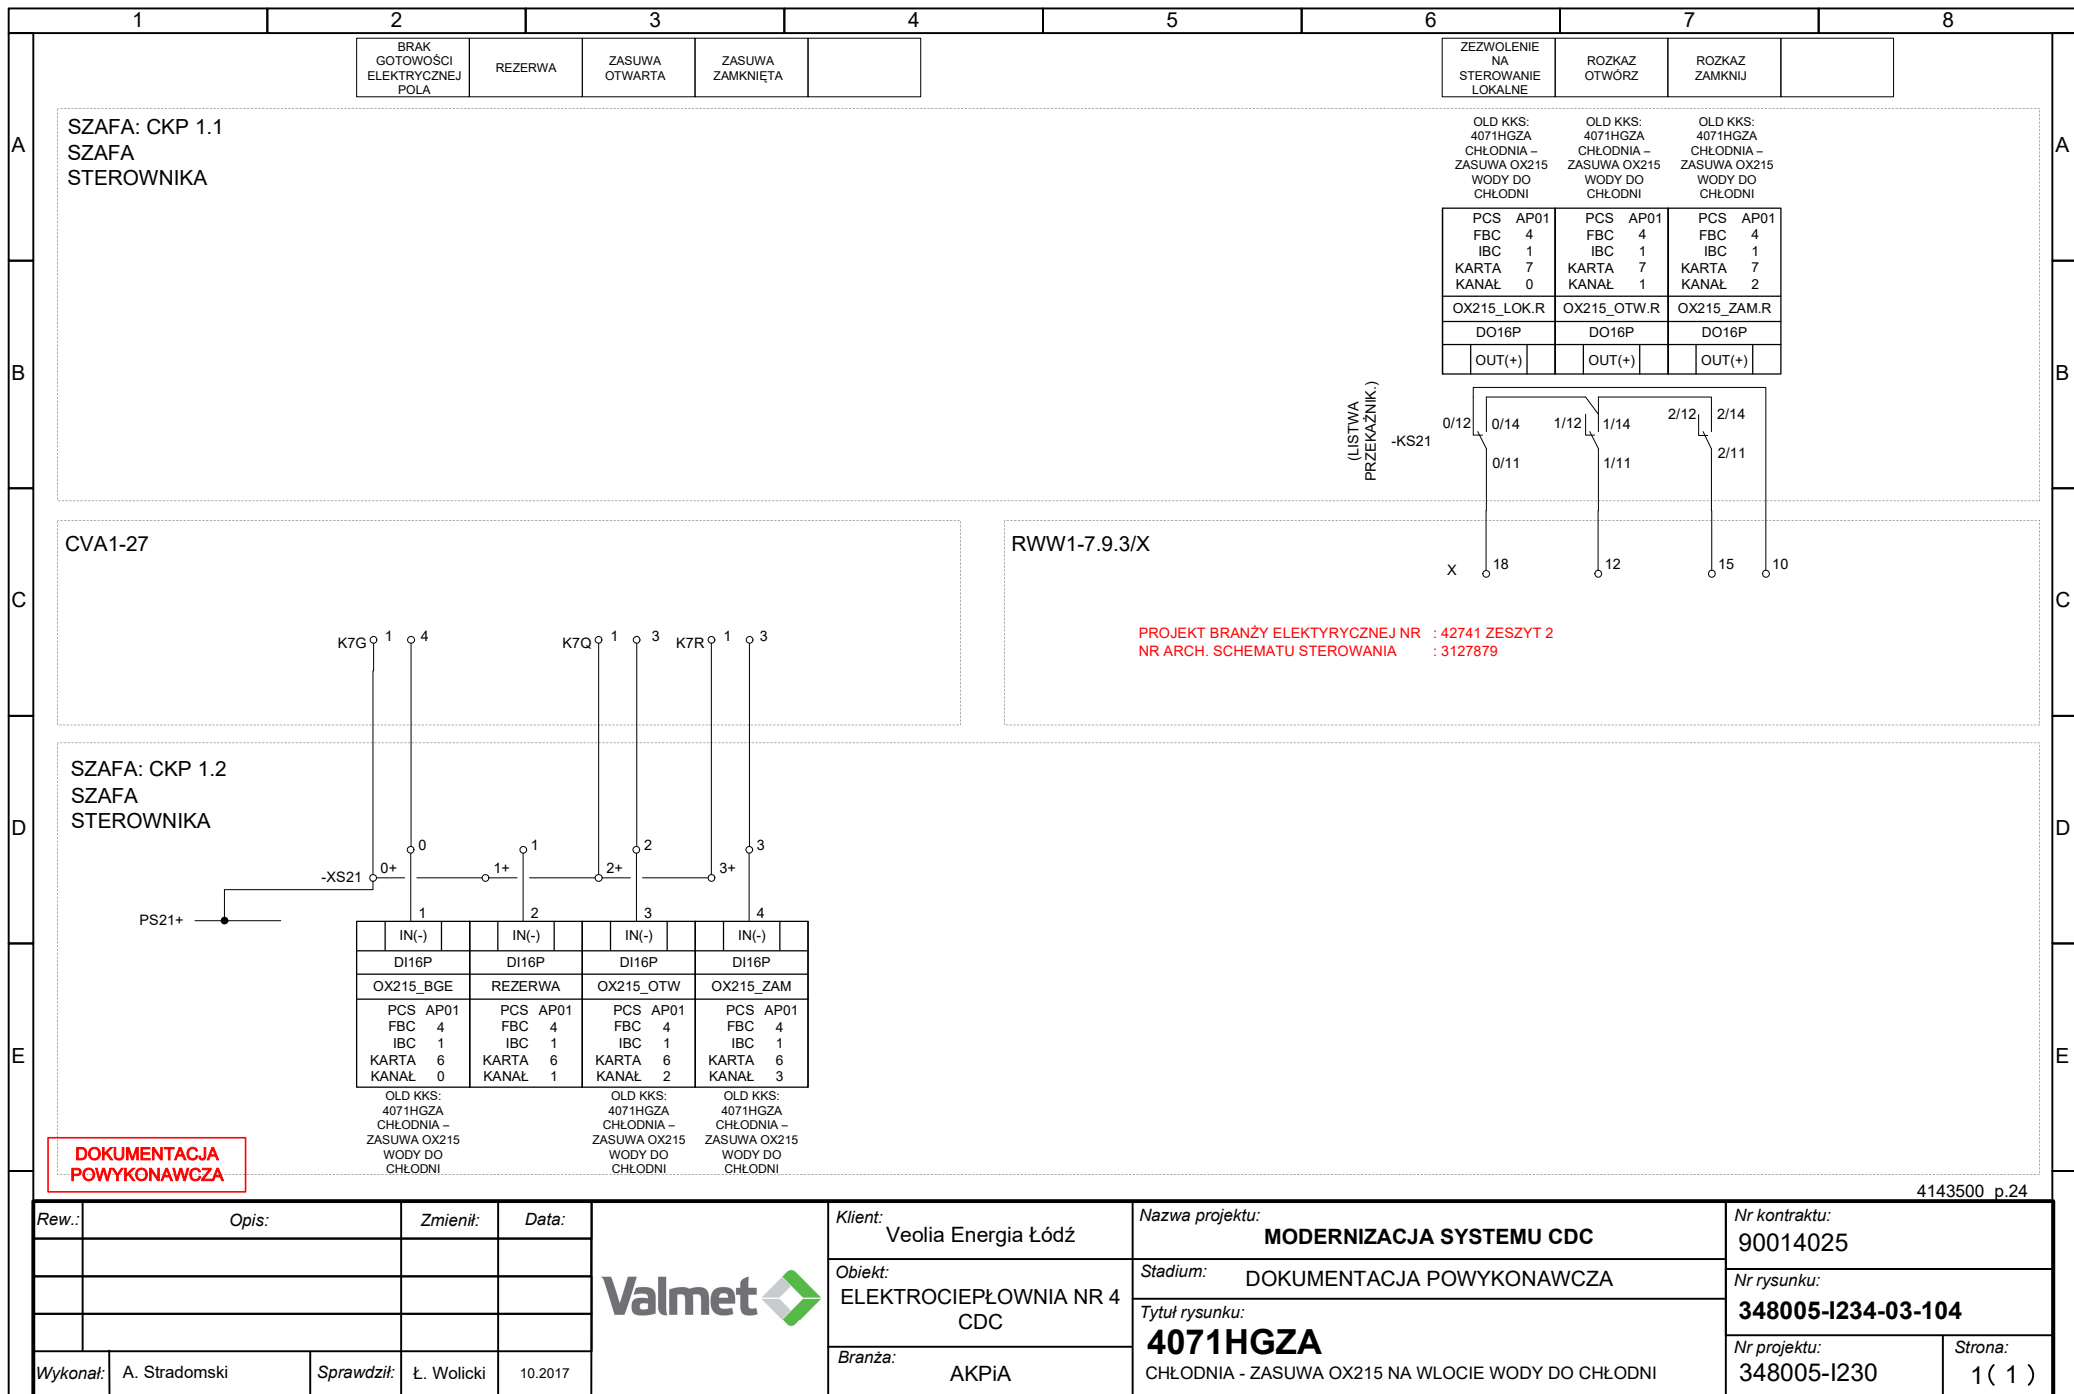 1 2 3 4 5 6 7 8
BRAK
GOTOWOŚCI
ELEKTRYCZNEJ
POLA
REZERWA
ZASUWA
OTWARTA
ZASUWA
ZAMKNIĘTA
ZEZWOLENIE
NA
STEROWANIE
LOKALNE
ROZKAZ
OTWÓRZ
ROZKAZ
ZAMKNIJ
A
A
SZAFA: CKP 1.1
SZAFA
STEROWNIKA
OLD KKS:
4071HGZA
CHŁODNIA –
ZASUWA OX215
WODY DO
CHŁODNI
OLD KKS:
4071HGZA
CHŁODNIA –
ZASUWA OX215
WODY DO
CHŁODNI
OLD KKS:
4071HGZA
CHŁODNIA –
ZASUWA OX215
WODY DO
CHŁODNI
PCS AP01 PCS AP01 PCS AP01
FBC 4 FBC 4 FBC 4
IBC 1 IBC 1 IBC 1
KARTA 7 KARTA 7 KARTA 7
KANAŁ 0 KANAŁ 1 KANAŁ 2
OX215_LOK.R OX215_OTW.R OX215_ZAM.R
DO16P DO16P DO16P
OUT(+) OUT(+) OUT(+)
B
B
(LISTWA
PRZEKAŹNIK.)
-KS21
0/12 0/14 1/12 1/14 2/12 2/14
0/11 1/11 2/11
CVA1-27
RWW1-7.9.3/X
X 18 12 15 10
C
C
K7G 1 4 K7Q 1 3 K7R 1 3
PROJEKT BRANŻY ELEKTYRYCZNEJ NR : 42741 ZESZYT 2
NR ARCH. SCHEMATU STEROWANIA : 3127879
SZAFA: CKP 1.2
SZAFA
STEROWNIKA
D
D
0 1 2 3
-XS21 0+ 1+ 2+ 3+
PS21+
1 2 3 4
IN(-) IN(-) IN(-) IN(-)
DI16P DI16P DI16P DI16P
OX215_BGE REZERWA OX215_OTW OX215_ZAM
PCS AP01 PCS AP01 PCS AP01 PCS AP01
FBC 4 FBC 4 FBC 4 FBC 4
IBC 1 IBC 1 IBC 1 IBC 1
KARTA 6 KARTA 6 KARTA 6 KARTA 6
KANAŁ 0 KANAŁ 1 KANAŁ 2 KANAŁ 3
E
E
OLD KKS:
4071HGZA
CHŁODNIA –
ZASUWA OX215
WODY DO
CHŁODNI
OLD KKS:
4071HGZA
CHŁODNIA –
ZASUWA OX215
WODY DO
CHŁODNI
OLD KKS:
4071HGZA
CHŁODNIA –
ZASUWA OX215
WODY DO
CHŁODNI
DOKUMENTACJA
POWYKONAWCZA
4143500 p.24
Rew.: Opis: Zmienił: Data:
Wykonał: A. Stradomski Sprawdził: Ł. Wolicki 10.2017
Valmet
Klient:
Veolia Energia Łódź
Obiekt:
ELEKTROCIEPŁOWNIA NR 4
CDC
Branża:
AKPiA
Nazwa projektu:
MODERNIZACJA SYSTEMU CDC
Stadium: DOKUMENTACJA POWYKONAWCZA
Tytuł rysunku:
4071HGZA
CHŁODNIA - ZASUWA OX215 NA WLOCIE WODY DO CHŁODNI
Nr kontraktu:
90014025
Nr rysunku:
348005-I234-03-104
Nr projektu:
348005-I230
Strona:
1( 1 )